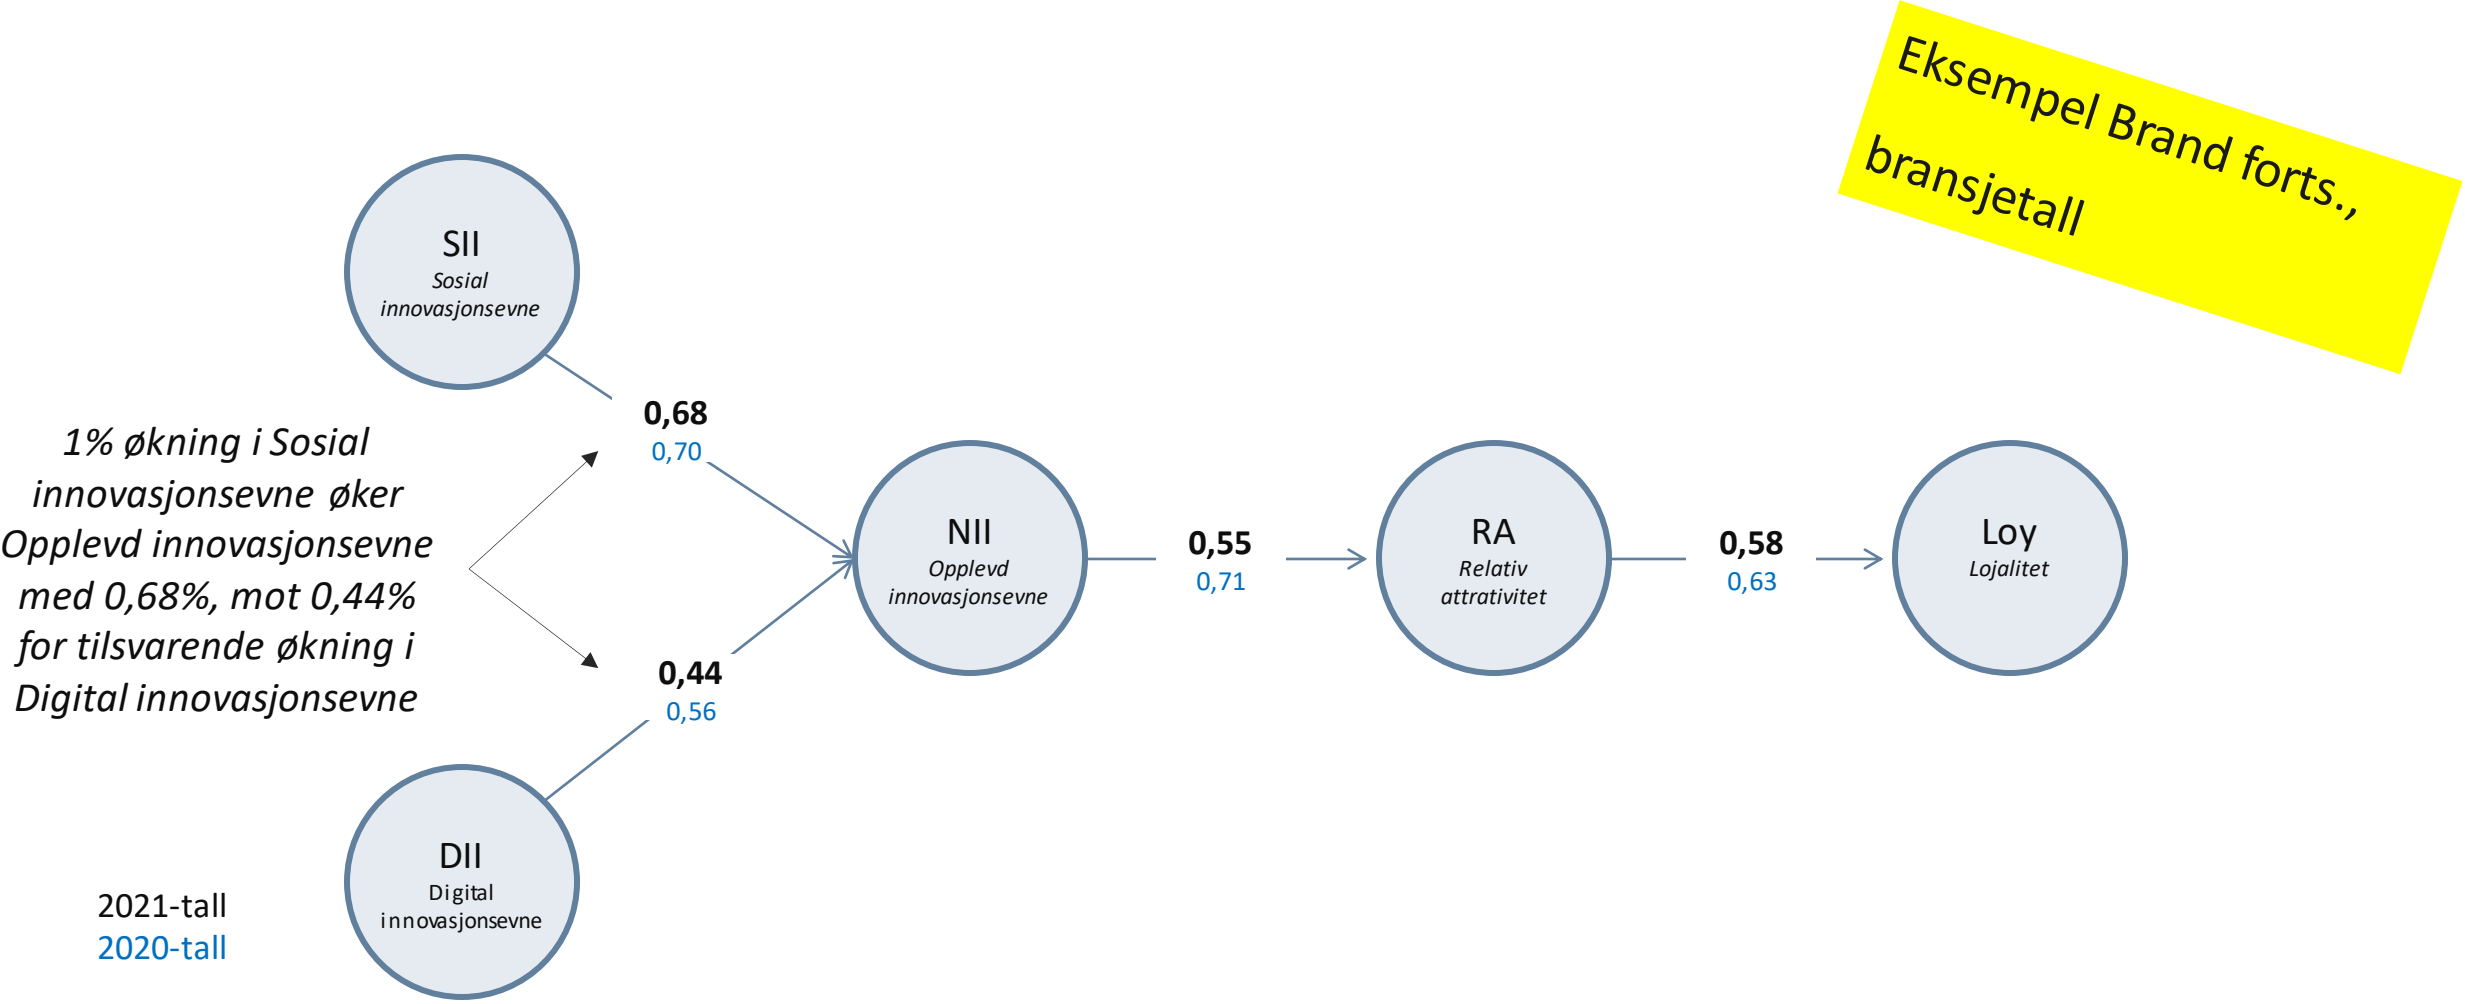 Eksempel Brand forts.,
bransjetall
SII
Sosial
innovasjonsevne
0,68
0,70
1% økning i Sosial
innovasjonsevne øker
Opplevd innovasjonsevne
med 0,68%, mot 0,44%
for tilsvarende økning i
Digital innovasjonsevne
NII
Opplevd
innovasjonsevne
0,55
0,71
RA
Relativ
attrativitet
0,58
0,63
Loy
Lojalitet
0,44
0,56
DII
Digital
innovasjonsevne
2021-tall
2020-tall